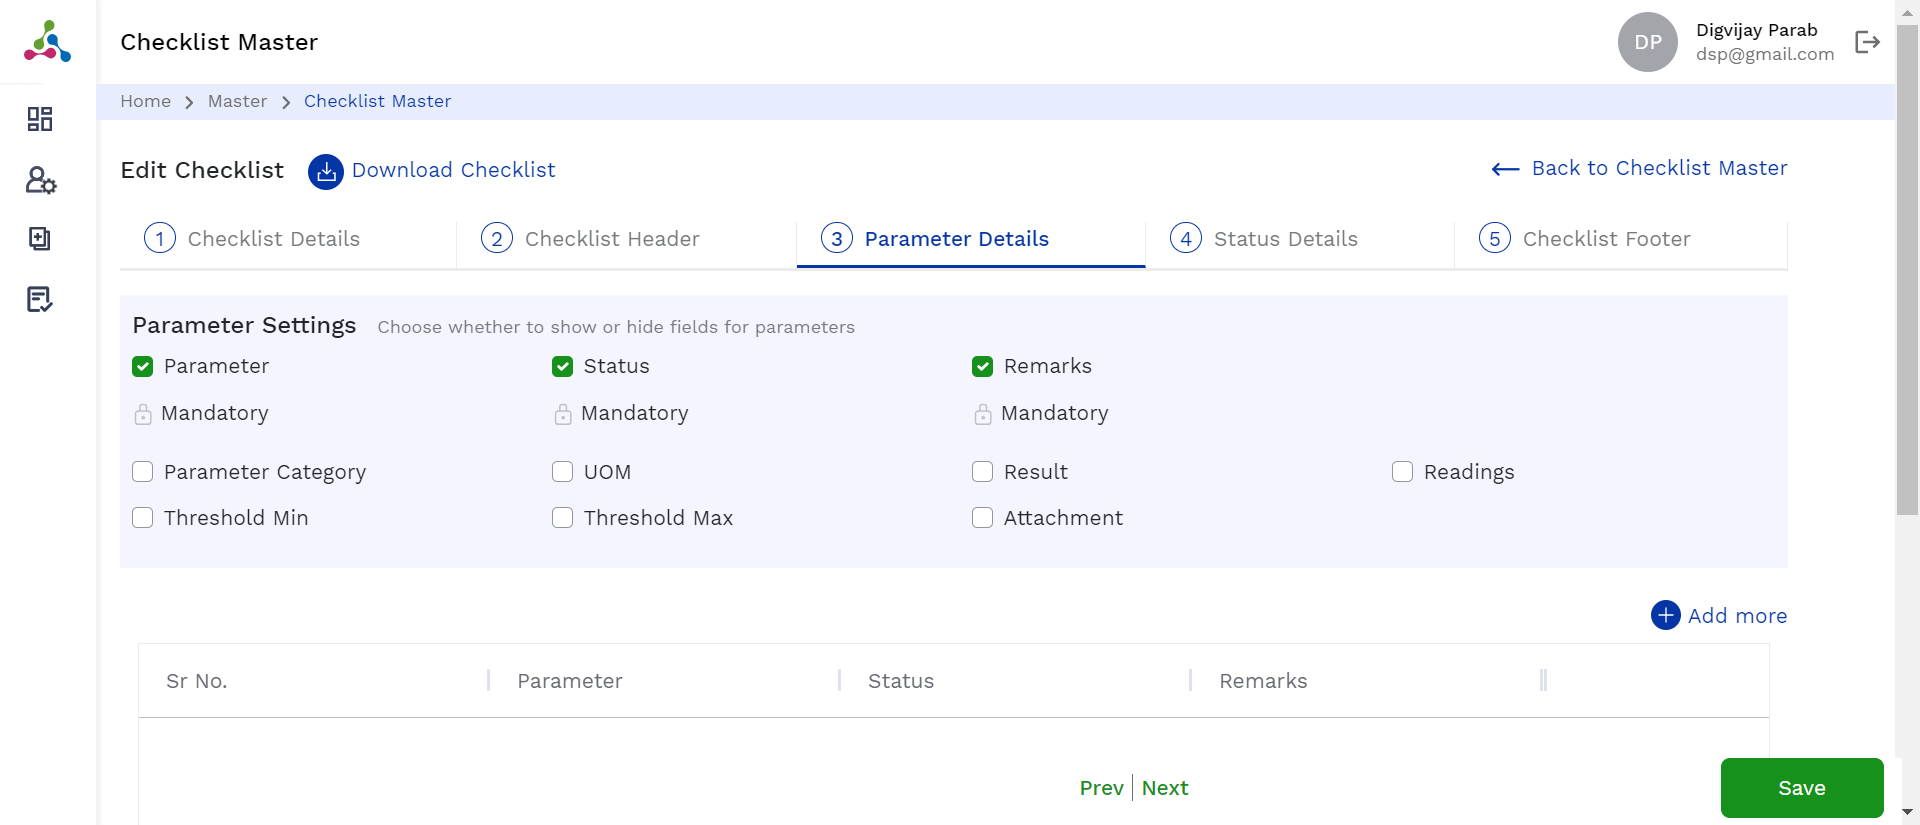 Checklist Master
DP
Digvijay Parab
dsp@gmail.com
Home > Master > Checklist Master
Edit Checklist Download Checklist
Back to Checklist Master
1 Checklist Details 2 Checklist Header 3 Parameter Details 4 Status Details 5 Checklist Footer
Parameter Settings Choose whether to show or hide fields for parameters
Parameter Status Remarks
Mandatory Mandatory Mandatory
Parameter Category UOM Result Readings
Threshold Min Threshold Max Attachment
Add more
Sr No. Parameter Status Remarks
Prev | Next
Save